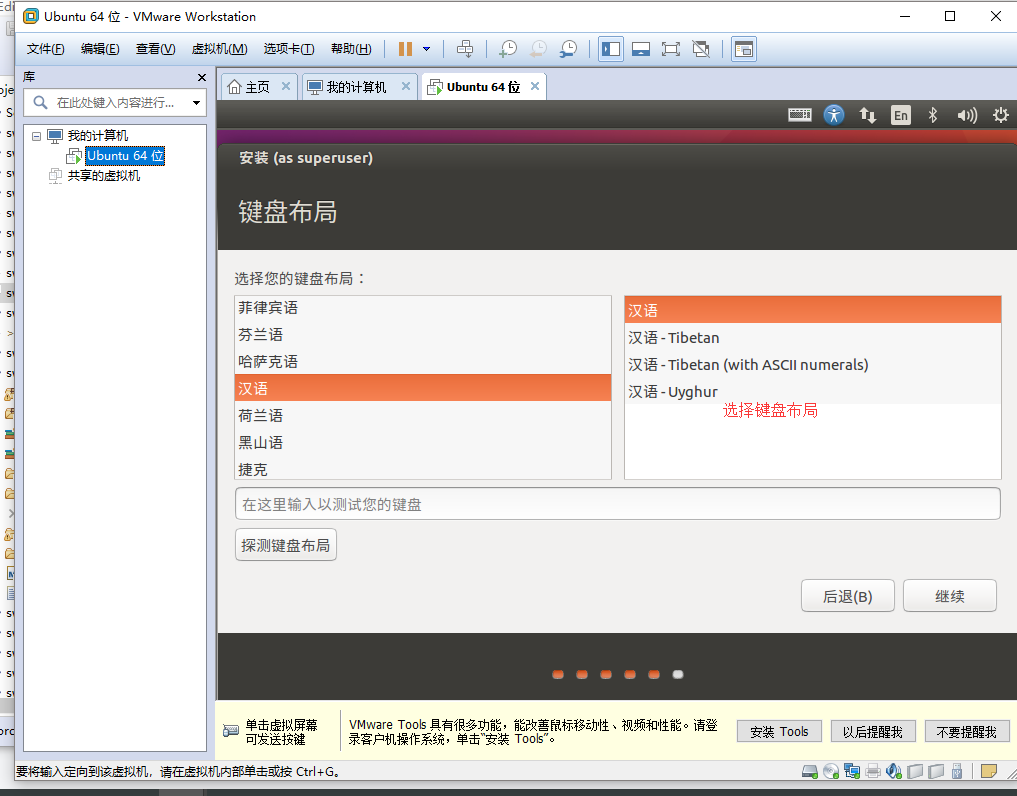 Ubuntu 64 位 - VMware Workstation
文件(F) 编辑(E) 查看(V) 虚拟机(M) 选项卡(T) 帮助(H)
库
主页 我的计算机 Ubuntu 64 位
在此处键入内容进行...
En
我的计算机
Ubuntu 64 位
共享的虚拟机
安装 (as superuser)
键盘布局
选择您的键盘布局：
菲律宾语
芬兰语
哈萨克语
汉语
荷兰语
黑山语
捷克
汉语
汉语 - Tibetan
汉语 - Tibetan (with ASCII numerals)
汉语 - Uyghur
选择键盘布局
在这里输入以测试您的键盘
探测键盘布局
后退(B) 继续
单击虚拟屏幕
可发送按键
VMware Tools 具有很多功能，能改善鼠标移动性、视频和性能。请登
录客户机操作系统，单击“安装 Tools”。
安装 Tools 以后提醒我 不要提醒我
要将输入定向到该虚拟机，请在虚拟机内部单击或按 Ctrl+G。